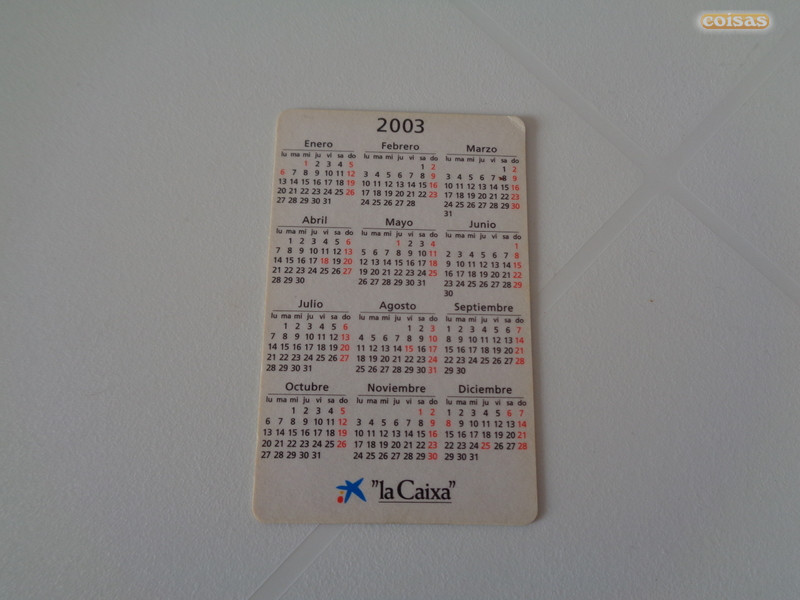 coisas
2003
Enero
lu ma mi ju vi sa do
1 2 3 4 5
6 7 8 9 10 11 12
13 14 15 16 17 18 19
20 21 22 23 24 25 26
27 28 29 30 31
Febrero
lu ma mi ju vi sa do
1 2
3 4 5 6 7 8 9
10 11 12 13 14 15 16
17 18 19 20 21 22 23
24 25 26 27 28
Marzo
lu ma mi ju vi sa do
1 2
3 4 5 6 7 8 9
10 11 12 13 14 15 16
17 18 19 20 21 22 23
24 25 26 27 28 29 30
31
Abril
lu ma mi ju vi sa do
1 2 3 4 5 6
7 8 9 10 11 12 13
14 15 16 17 18 19 20
21 22 23 24 25 26 27
28 29 30
Mayo
lu ma mi ju vi sa do
1 2 3 4
5 6 7 8 9 10 11
12 13 14 15 16 17 18
19 20 21 22 23 24 25
26 27 28 29 30 31
Junio
lu ma mi ju vi sa do
1
2 3 4 5 6 7 8
9 10 11 12 13 14 15
16 17 18 19 20 21 22
23 24 25 26 27 28 29
30
Julio
lu ma mi ju vi sa do
1 2 3 4 5 6
7 8 9 10 11 12 13
14 15 16 17 18 19 20
21 22 23 24 25 26 27
28 29 30 31
Agosto
lu ma mi ju vi sa do
1 2 3
4 5 6 7 8 9 10
11 12 13 14 15 16 17
18 19 20 21 22 23 24
25 26 27 28 29 30 31
Septiembre
lu ma mi ju vi sa do
1 2 3 4 5 6 7
8 9 10 11 12 13 14
15 16 17 18 19 20 21
22 23 24 25 26 27 28
29 30
Octubre
lu ma mi ju vi sa do
1 2 3 4 5
6 7 8 9 10 11 12
13 14 15 16 17 18 19
20 21 22 23 24 25 26
27 28 29 30 31
Noviembre
lu ma mi ju vi sa do
1 2
3 4 5 6 7 8 9
10 11 12 13 14 15 16
17 18 19 20 21 22 23
24 25 26 27 28 29 30
Diciembre
lu ma mi ju vi sa do
1 2 3 4 5 6 7
8 9 10 11 12 13 14
15 16 17 18 19 20 21
22 23 24 25 26 27 28
29 30 31
"la Caixa"